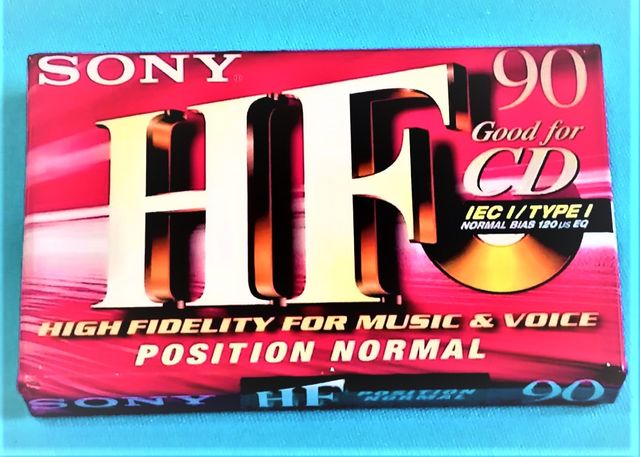 SONY
90
HF
Good for
CD
IEC I/TYPE I
NORMAL BIAS 120 µs EQ
HIGH FIDELITY FOR MUSIC & VOICE
POSITION NORMAL
SONY HF POSITION NORMAL 90